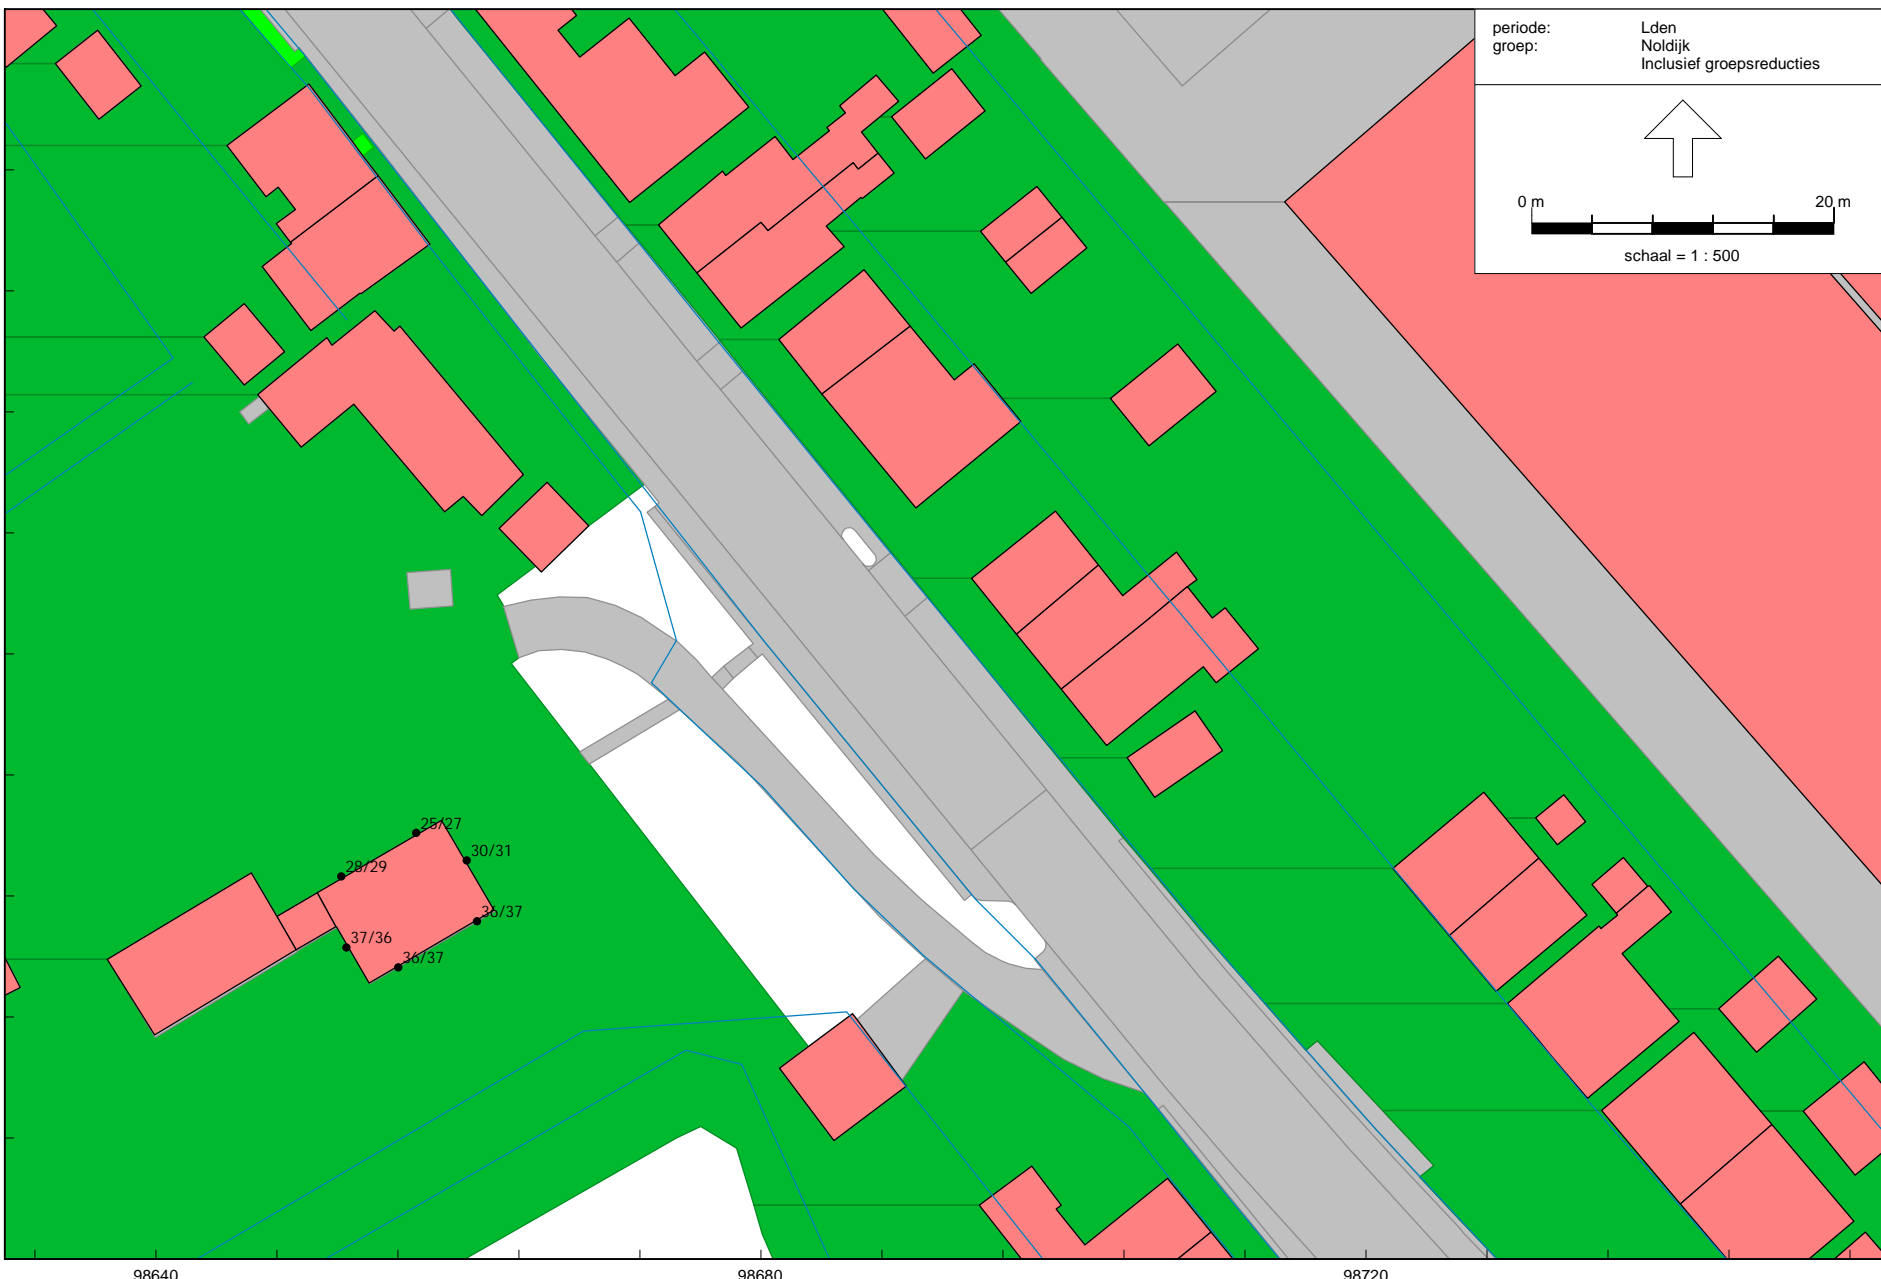 periode: Lden
groep: Noldijk
Inclusief groepsreducties
0 m 20 m
schaal = 1 : 500
25/27
30/31
28/29
36/37
37/36
36/37
98640 98680 98720